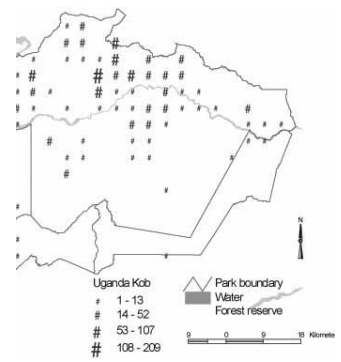 N
Uganda Kob
# 1 - 13
# 14 - 52
# 53 - 107
# 108 - 209
Park boundary
Water
Forest reserve
9 0 9 18 Kilomete